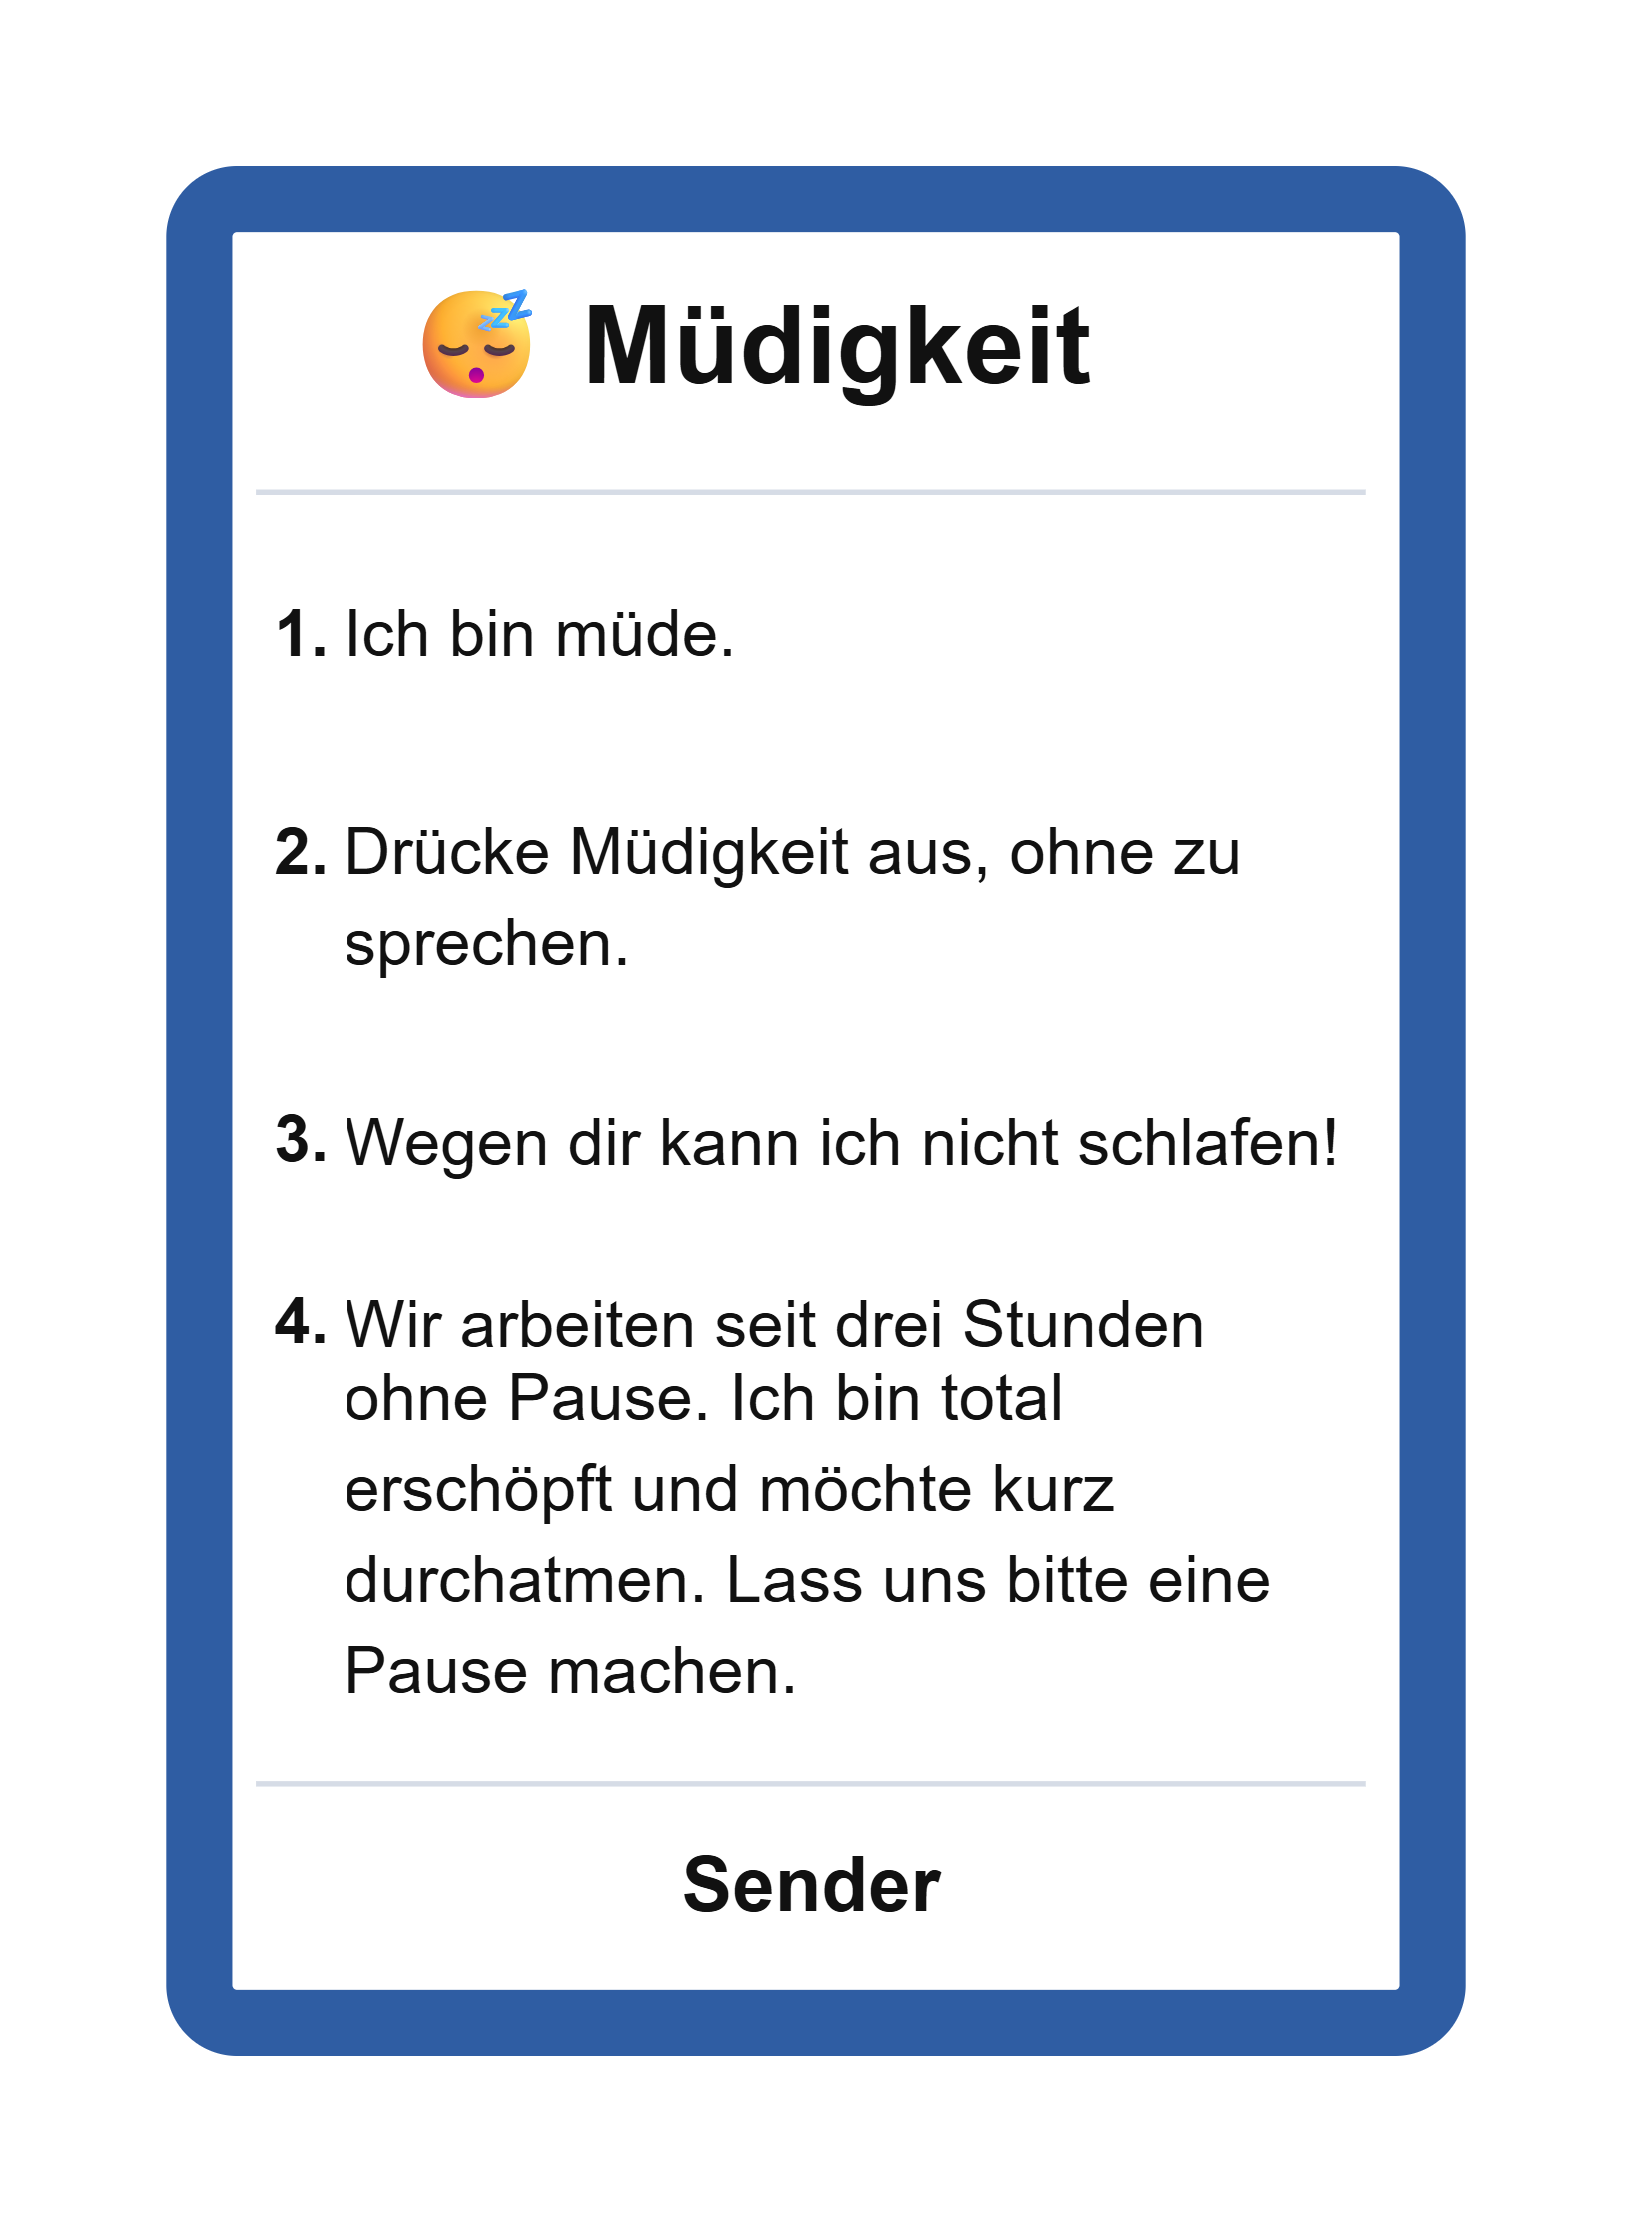 Müdigkeit
1. Ich bin müde.
2. Drücke Müdigkeit aus, ohne zu
sprechen.
3. Wegen dir kann ich nicht schlafen!
4. Wir arbeiten seit drei Stunden
ohne Pause. Ich bin total
erschöpft und möchte kurz
durchatmen. Lass uns bitte eine
Pause machen.
Sender